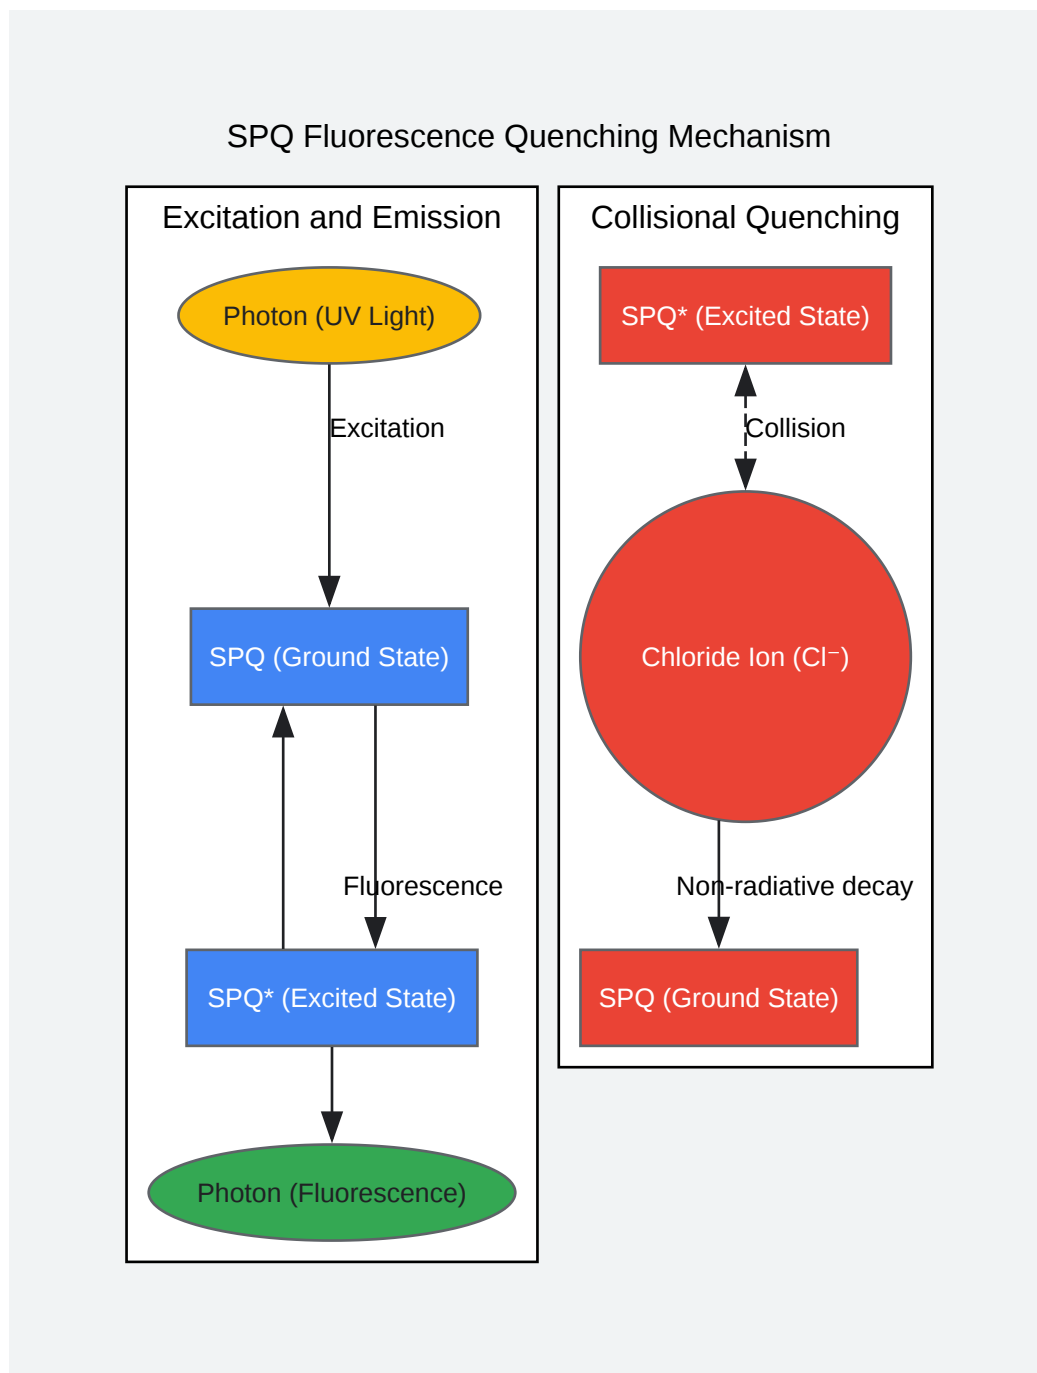 SPQ Fluorescence Quenching Mechanism
Excitation and Emission
Photon (UV Light)
Excitation
SPQ (Ground State)
Fluorescence
SPQ* (Excited State)
Photon (Fluorescence)
Collisional Quenching
SPQ* (Excited State)
Collision
Chloride Ion (Cl⁻)
Non-radiative decay
SPQ (Ground State)